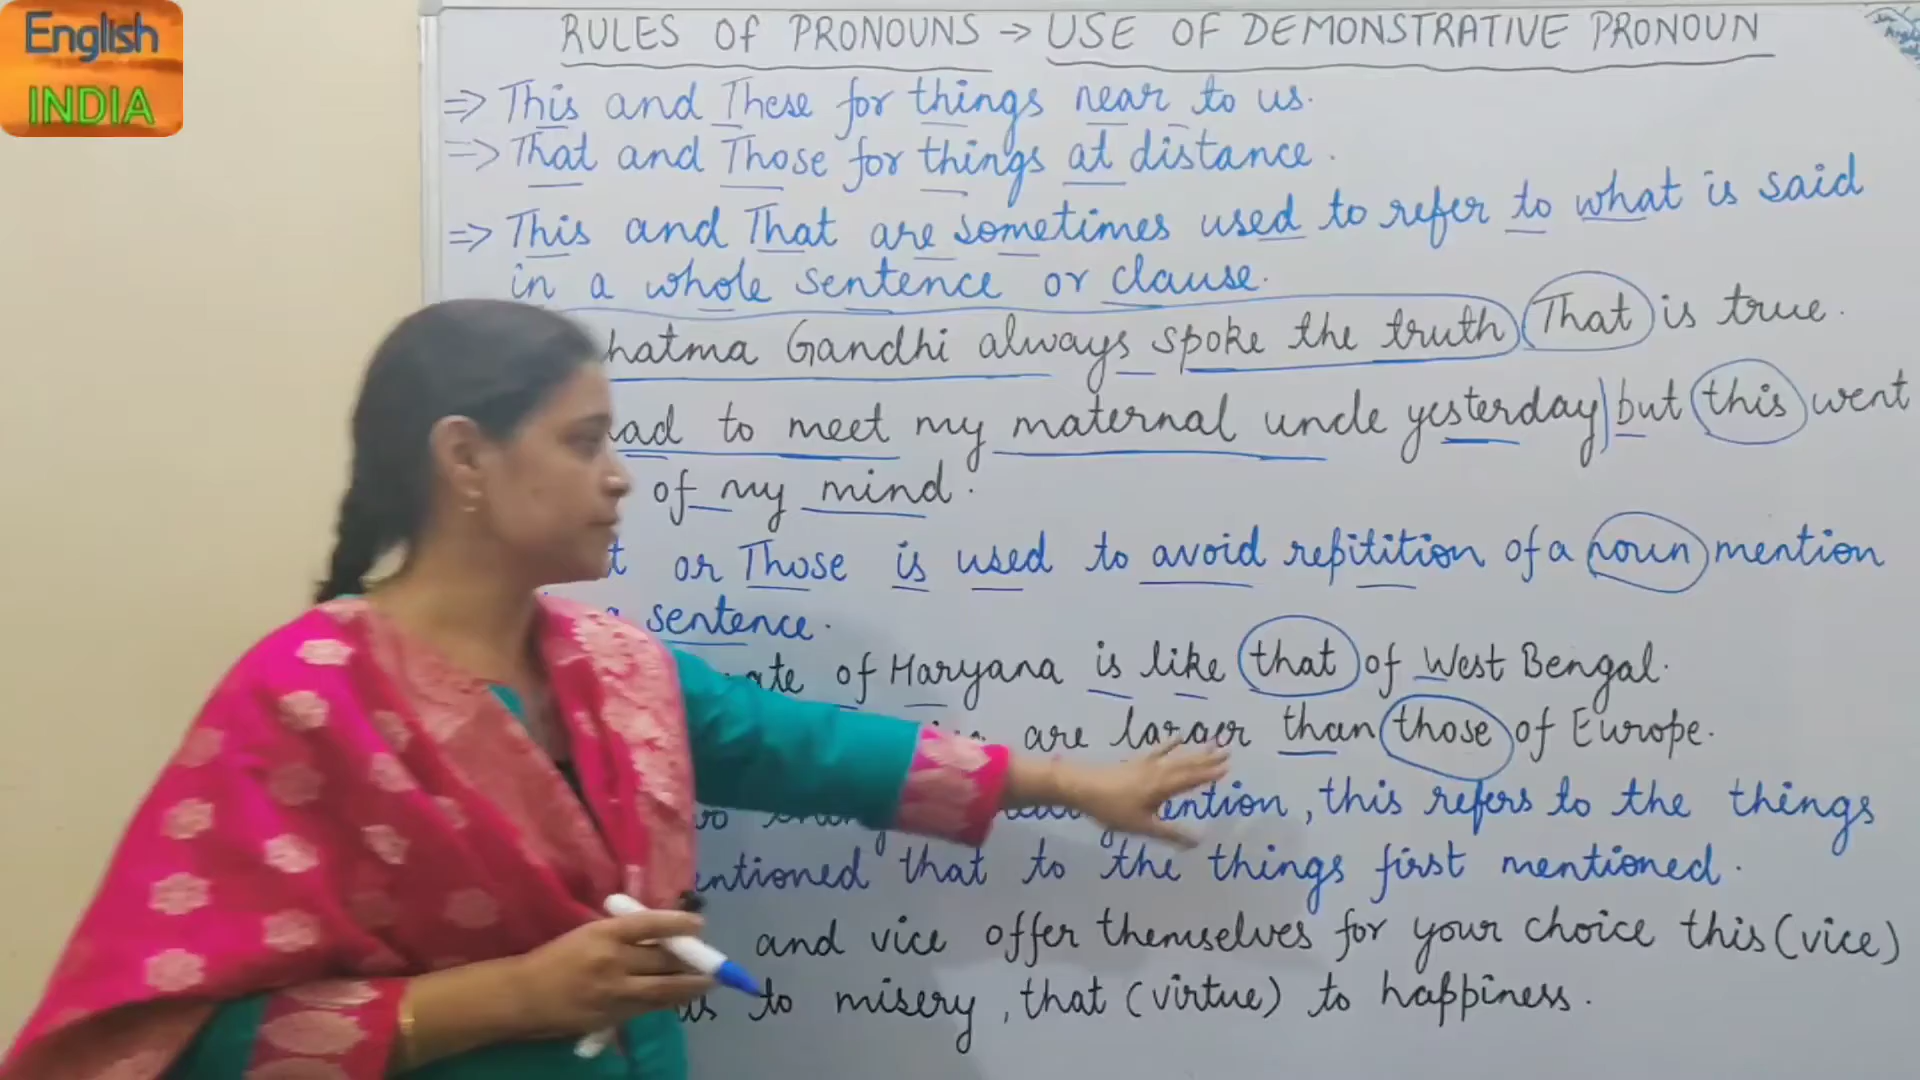 English
INDIA
RULES Of PRONOUNS → USE OF DEMONSTRATIVE PRONOUN
⇒ This and These for things near to us.
⇒ That and Those for things at distance.
⇒ This and That are sometimes used to refer to what is said
in a whole sentence or clause.
hatma Gandhi always spoke the truth That is true.
ad to meet my maternal uncle yesterday but this went
of my mind.
t or Those is used to avoid repitition of a noun mention
sentence.
ate of Haryana is like that of West Bengal.
are larger than those of Europe.
ention, this refers to the things
entioned that to the things first mentioned.
and vice offer themselves for your choice this (vice)
us to misery, that (virtue) to happiness.